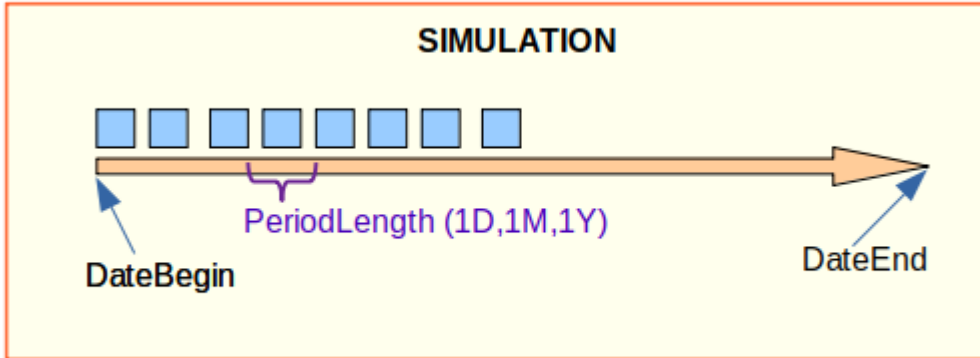 SIMULATION
PeriodLength (1D,1M,1Y)
DateBegin
DateEnd